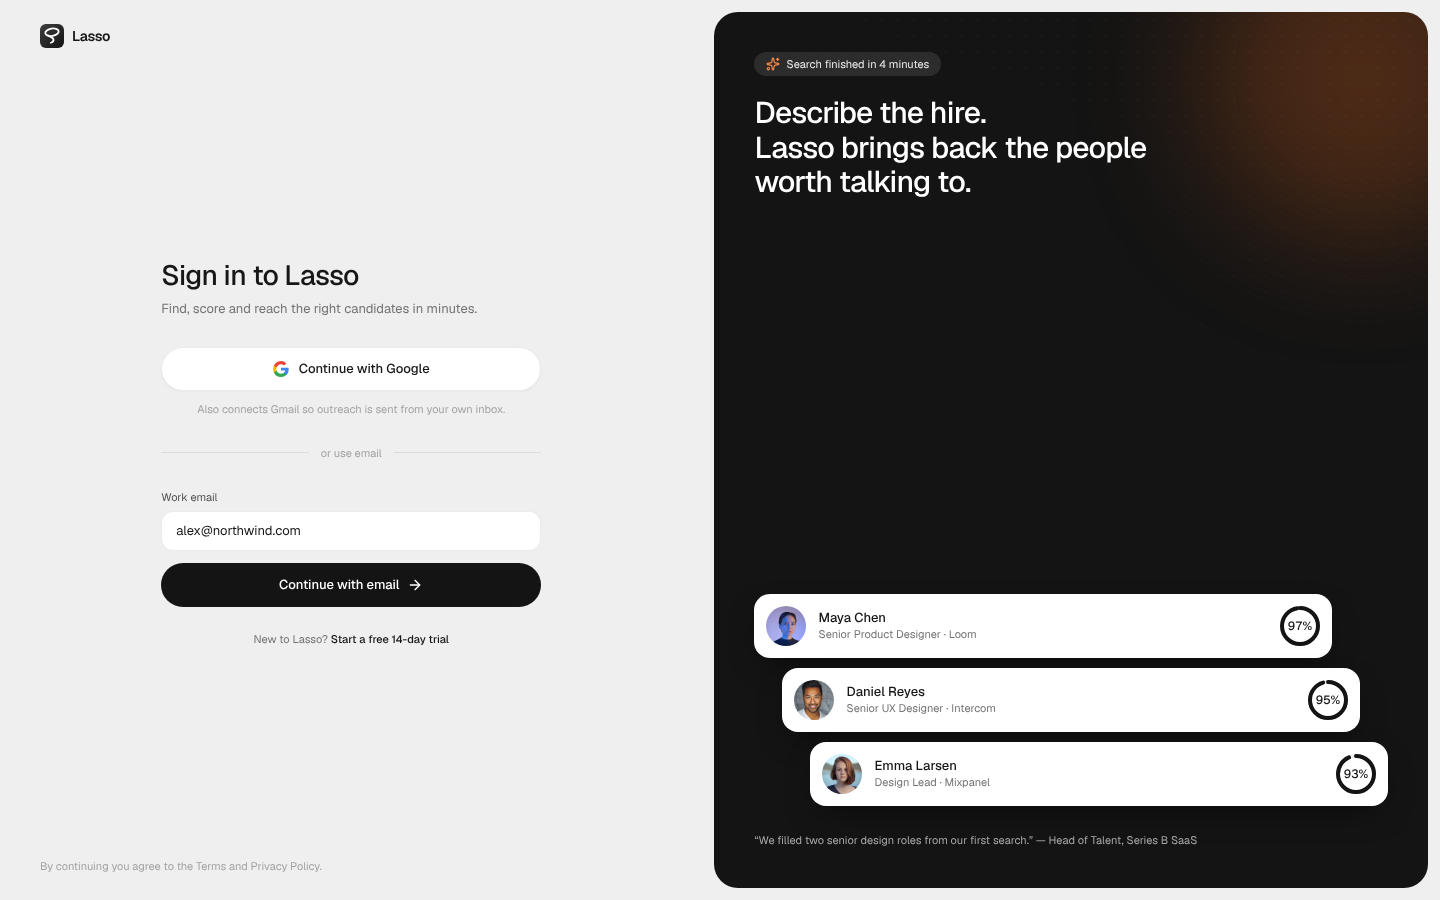 Lasso
Sign in to Lasso
Find, score and reach the right candidates in minutes.
Continue with Google
Also connects Gmail so outreach is sent from your own inbox.
or use email
Work email
alex@northwind.com
Continue with email
New to Lasso? Start a free 14-day trial
By continuing you agree to the Terms and Privacy Policy.
Search finished in 4 minutes
Describe the hire.
Lasso brings back the people
worth talking to.
Maya Chen
Senior Product Designer · Loom
97%
Daniel Reyes
Senior UX Designer · Intercom
95%
Emma Larsen
Design Lead · Mixpanel
93%
“We filled two senior design roles from our first search.” — Head of Talent, Series B SaaS